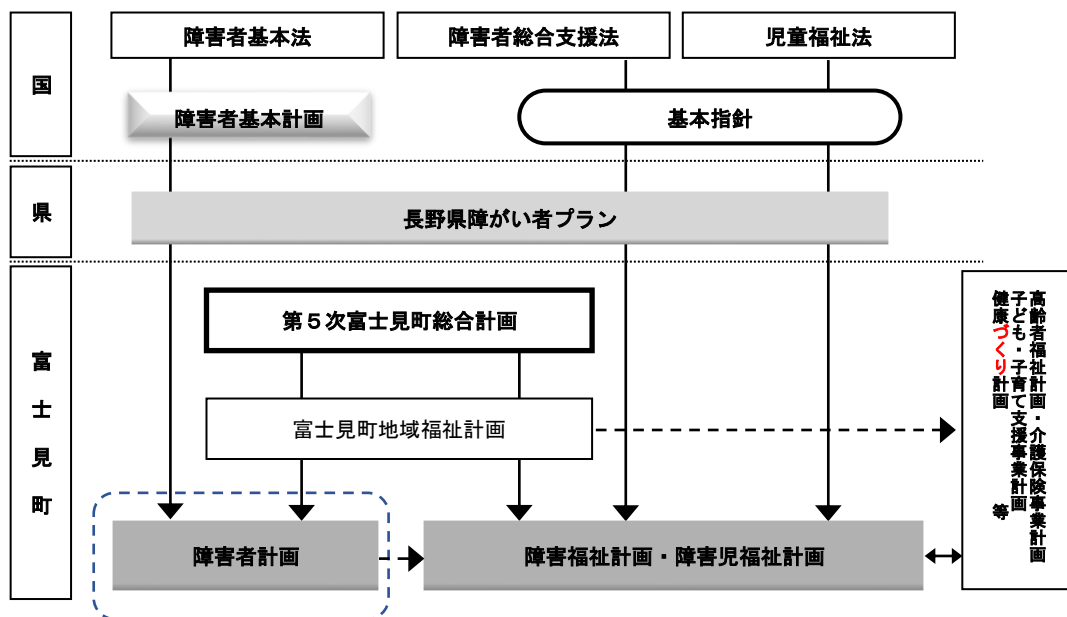 国
障害者基本法
障害者総合支援法
児童福祉法
障害者基本計画
基本指針
県
長野県障がい者プラン
富士見町
第５次富士見町総合計画
富士見町地域福祉計画
障害者計画
障害福祉計画・障害児福祉計画
高齢者福祉計画・介護保険事業計画
子ども・子育て支援事業計画
健康づくり計画 等